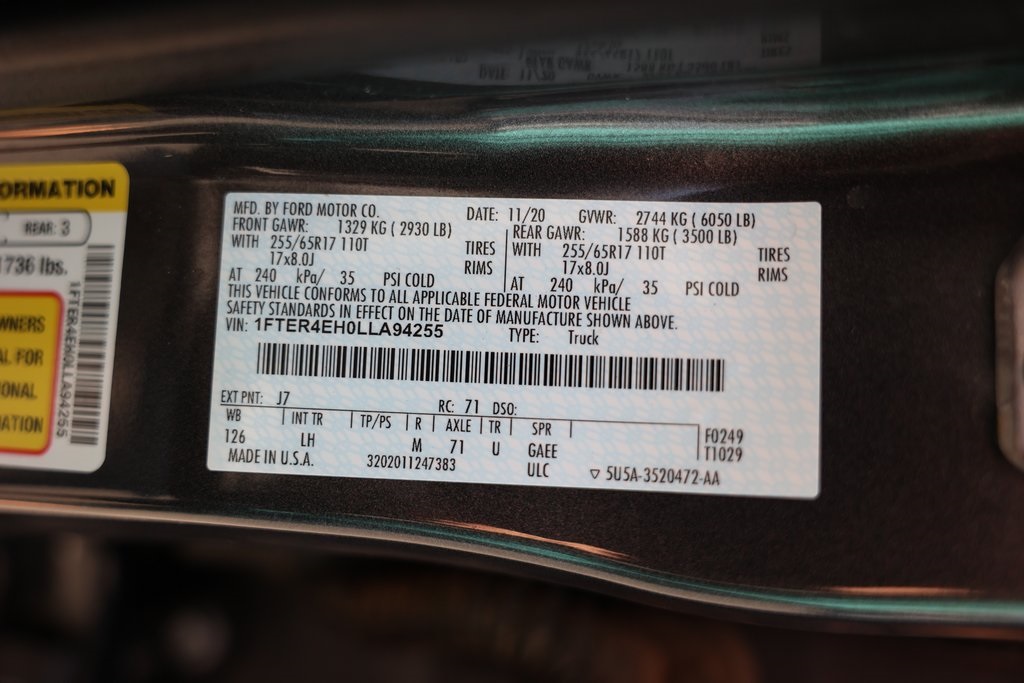 ORMATION
REAR: 3
1736 lbs.
WNERS
AL FOR
ONAL
MATION
1FTER4EH0LLA94255
MFD. BY FORD MOTOR CO.
DATE: 11/20 GVWR: 2744 KG ( 6050 LB)
FRONT GAWR: 1329 KG ( 2930 LB)
WITH 255/65R17 110T TIRES
17x8.0J RIMS
AT 240 kPa/ 35 PSI COLD
REAR GAWR: 1588 KG ( 3500 LB)
WITH 255/65R17 110T TIRES
17x8.0J RIMS
AT 240 kPa/ 35 PSI COLD
THIS VEHICLE CONFORMS TO ALL APPLICABLE FEDERAL MOTOR VEHICLE
SAFETY STANDARDS IN EFFECT ON THE DATE OF MANUFACTURE SHOWN ABOVE.
VIN: 1FTER4EH0LLA94255 TYPE: Truck
EXT PNT: J7 RC: 71 DSO:
WB INT TR TP/PS R AXLE TR SPR
126 LH M 71 U GAEE
F0249
T1029
MADE IN U.S.A. 3202011247383 ULC ▽ 5U5A-3520472-AA